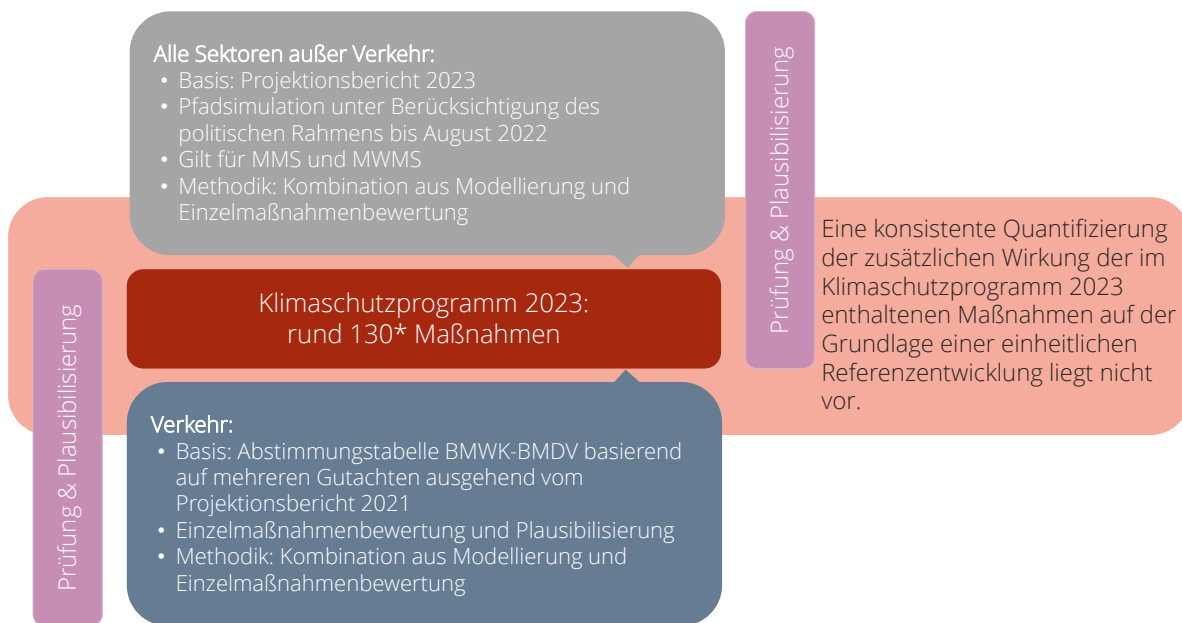 Alle Sektoren außer Verkehr:
• Basis: Projektionsbericht 2023
• Pfadsimulation unter Berücksichtigung des
politischen Rahmens bis August 2022
• Gilt für MMS und MWMS
• Methodik: Kombination aus Modellierung und
Einzelmaßnahmenbewertung
Prüfung & Plausibilisierung
Klimaschutzprogramm 2023:
rund 130* Maßnahmen
Eine konsistente Quantifizierung
der zusätzlichen Wirkung der im
Klimaschutzprogramm 2023
enthaltenen Maßnahmen auf der
Grundlage einer einheitlichen
Referenzentwicklung liegt nicht
vor.
Prüfung & Plausibilisierung
Verkehr:
• Basis: Abstimmungstabelle BMWK-BMDV basierend
auf mehreren Gutachten ausgehend vom
Projektionsbericht 2021
• Einzelmaßnahmenbewertung und Plausibilisierung
• Methodik: Kombination aus Modellierung und
Einzelmaßnahmenbewertung